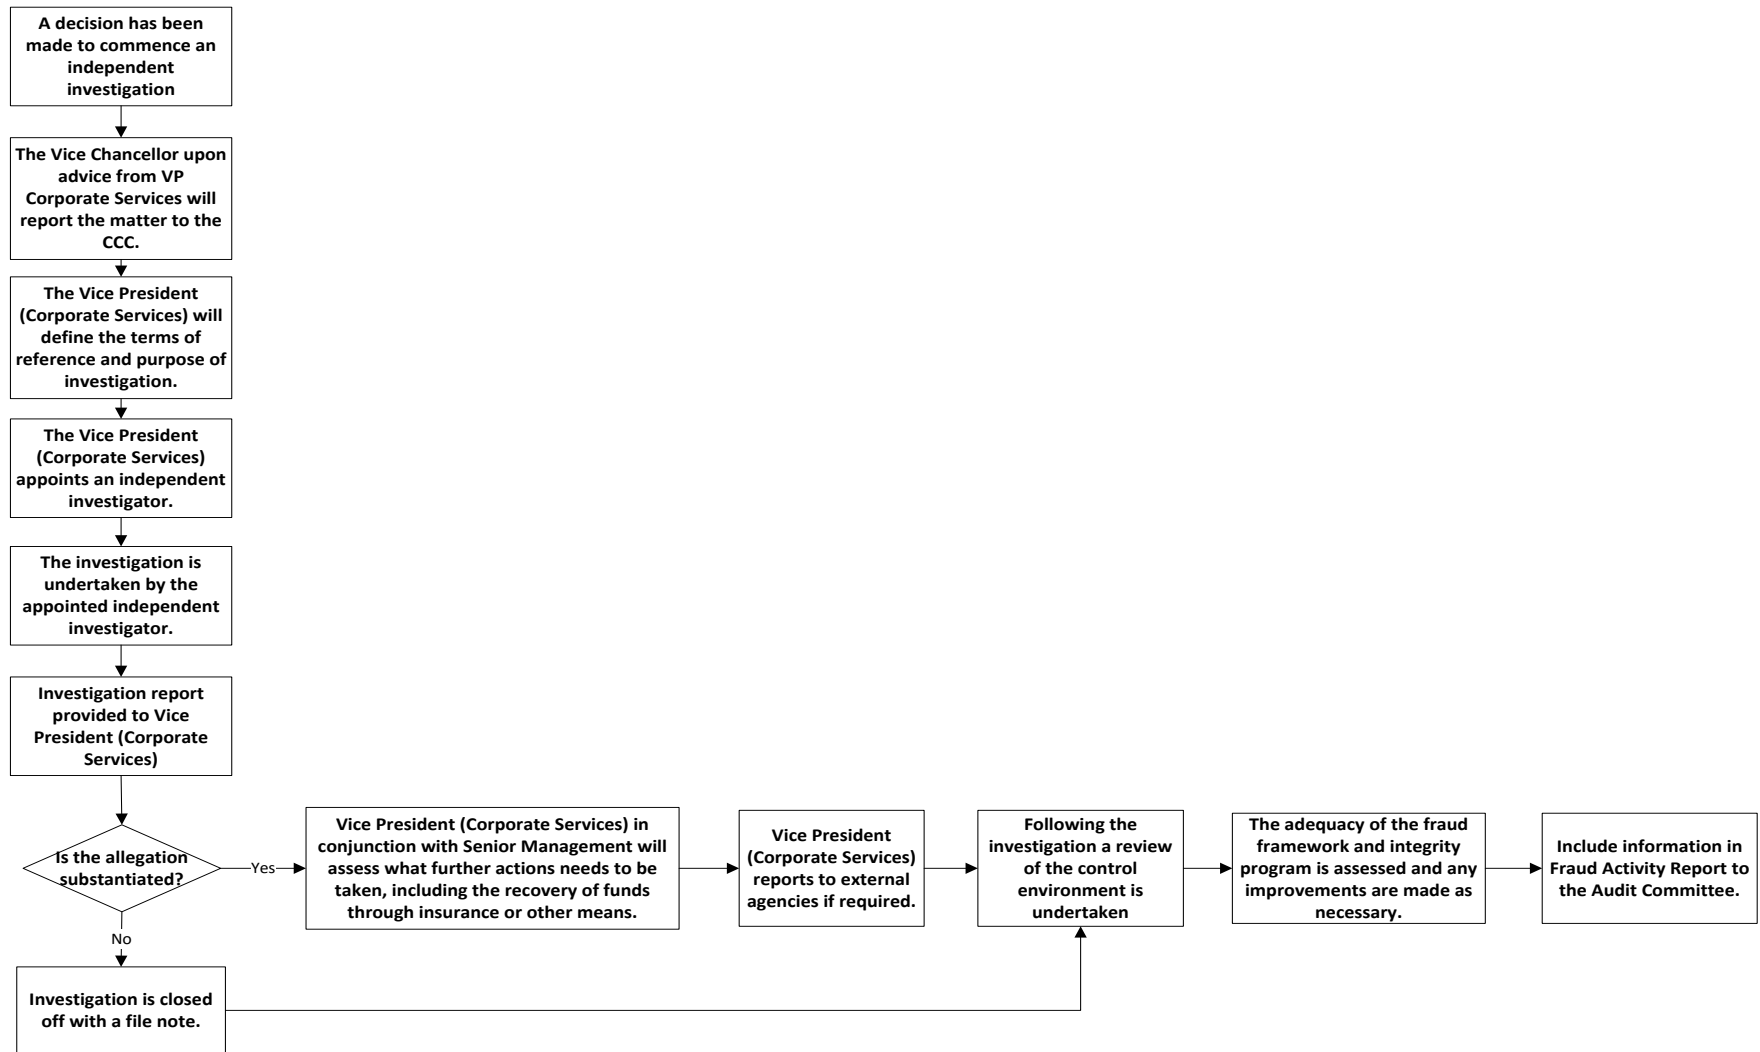 A decision has been
made to commence an
independent
investigation
The Vice Chancellor upon
advice from VP
Corporate Services will
report the matter to the
CCC.
The Vice President
(Corporate Services) will
define the terms of
reference and purpose of
investigation.
The Vice President
(Corporate Services)
appoints an independent
investigator.
The investigation is
undertaken by the
appointed independent
investigator.
Investigation report
provided to Vice
President (Corporate
Services)
Is the allegation
substantiated?
Yes
Vice President (Corporate Services) in
conjunction with Senior Management will
assess what further actions needs to be
taken, including the recovery of funds
through insurance or other means.
Vice President
(Corporate Services)
reports to external
agencies if required.
Following the
investigation a review
of the control
environment is
undertaken
The adequacy of the fraud
framework and integrity
program is assessed and any
improvements are made as
necessary.
Include information in
Fraud Activity Report to
the Audit Committee.
No
Investigation is closed
off with a file note.